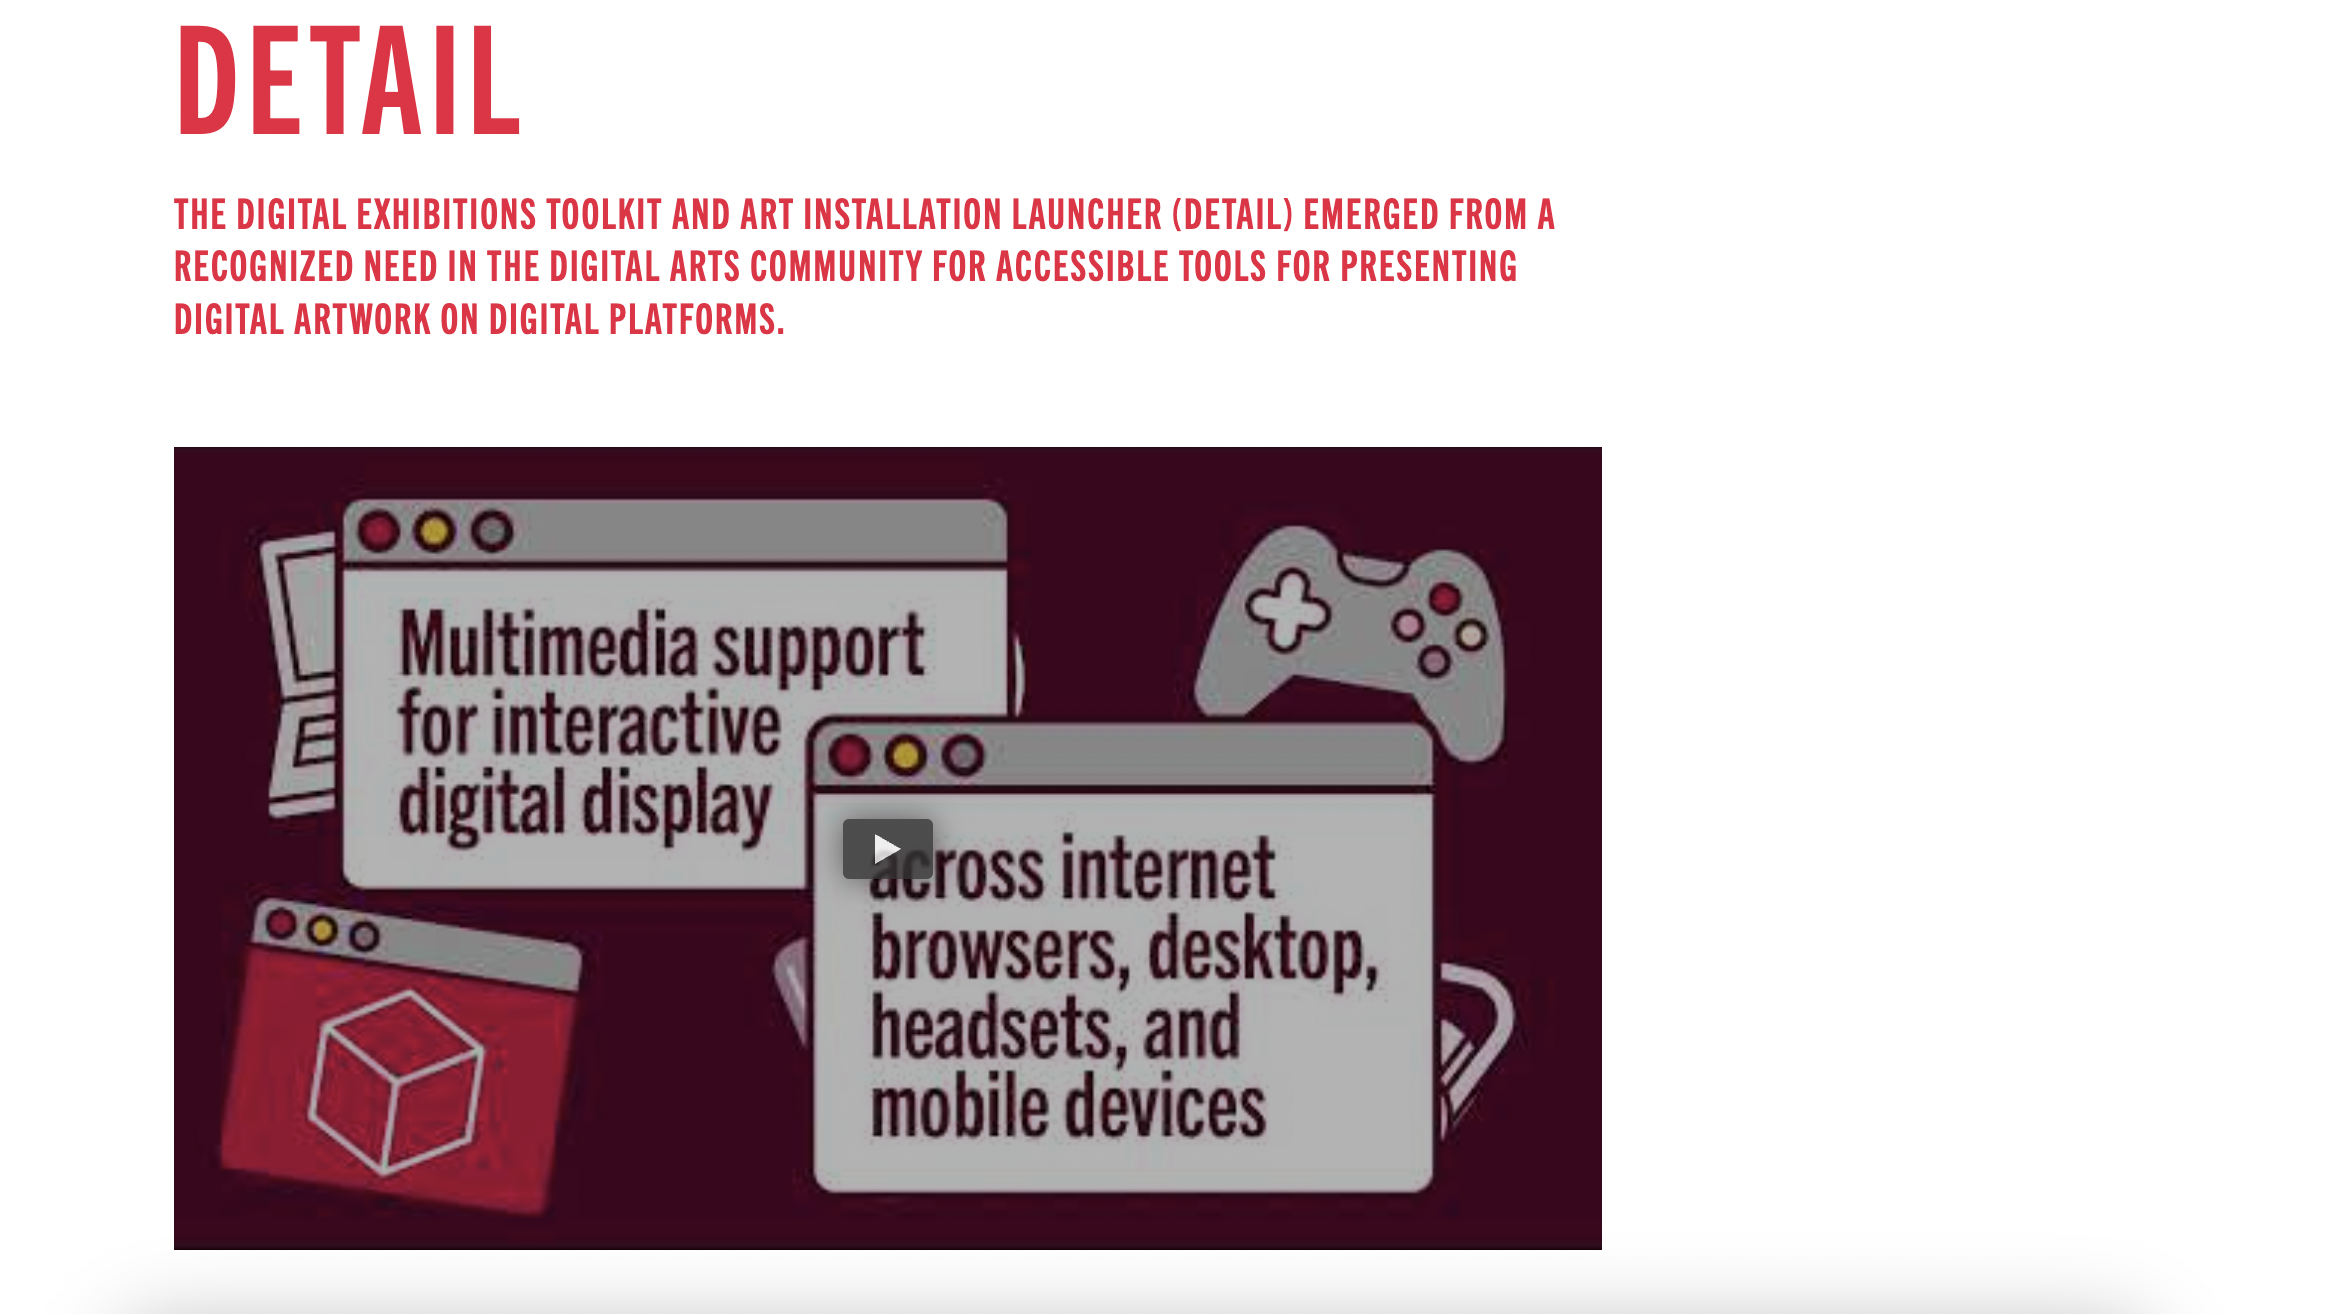 DETAIL
THE DIGITAL EXHIBITIONS TOOLKIT AND ART INSTALLATION LAUNCHER (DETAIL) EMERGED FROM A
RECOGNIZED NEED IN THE DIGITAL ARTS COMMUNITY FOR ACCESSIBLE TOOLS FOR PRESENTING
DIGITAL ARTWORK ON DIGITAL PLATFORMS.
Multimedia support
for interactive
digital display
across internet
browsers, desktop,
headsets, and
mobile devices